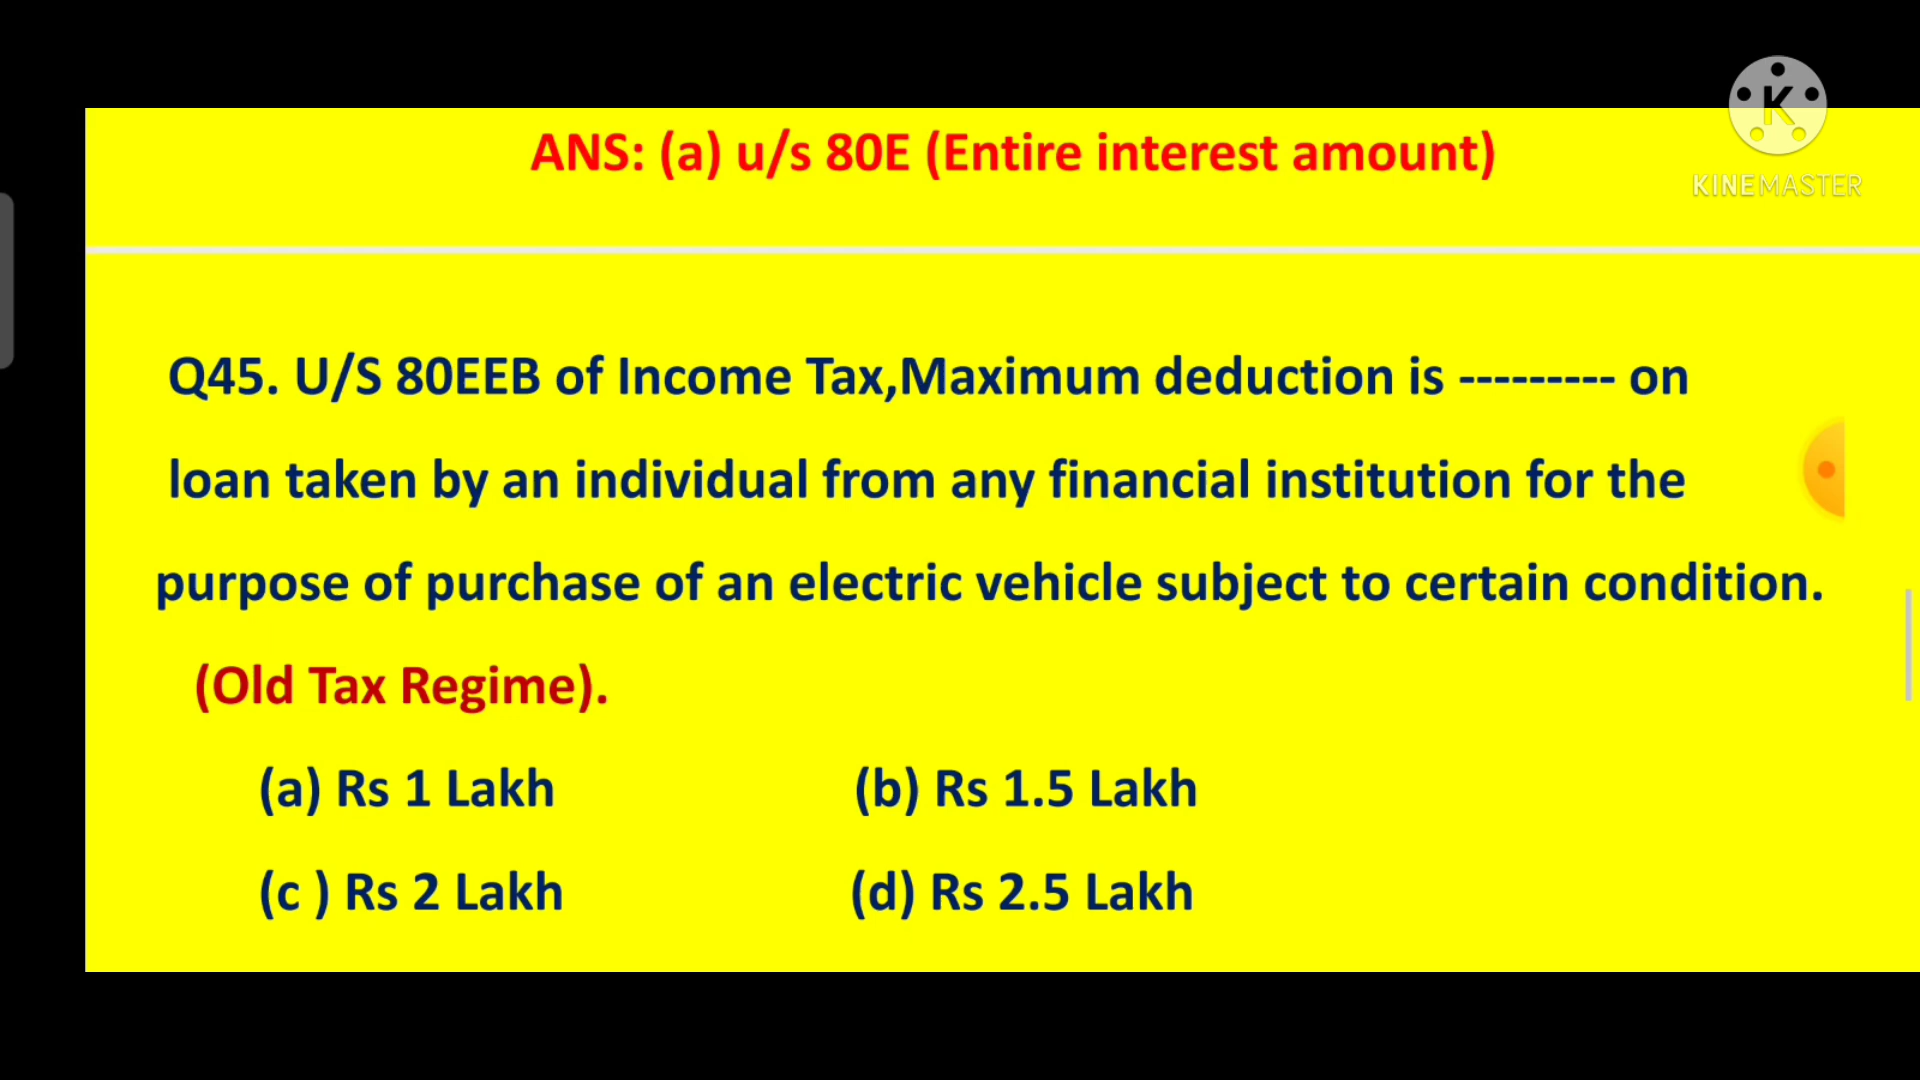 K
KINEMASTER
ANS: (a) u/s 80E (Entire interest amount)
Q45. U/S 80EEB of Income Tax,Maximum deduction is --------- on
loan taken by an individual from any financial institution for the
purpose of purchase of an electric vehicle subject to certain condition.
(Old Tax Regime).
(a) Rs 1 Lakh (b) Rs 1.5 Lakh
(c ) Rs 2 Lakh (d) Rs 2.5 Lakh